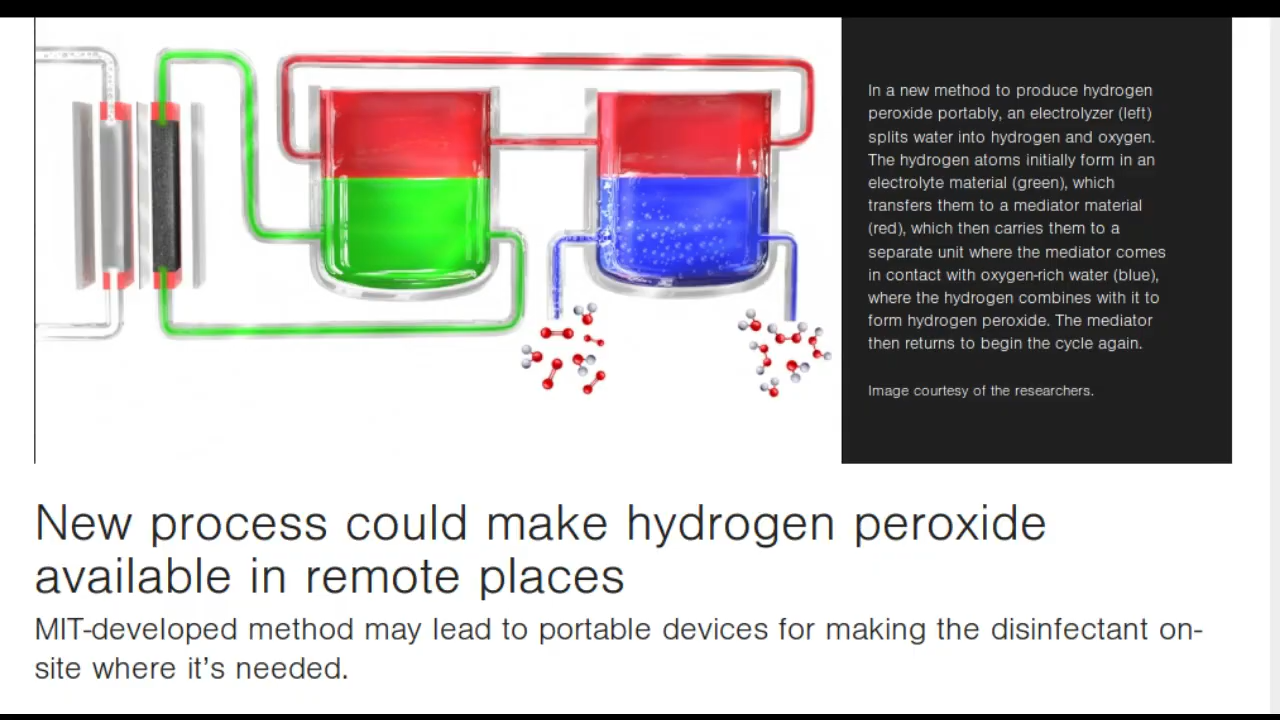 In a new method to produce hydrogen
peroxide portably, an electrolyzer (left)
splits water into hydrogen and oxygen.
The hydrogen atoms initially form in an
electrolyte material (green), which
transfers them to a mediator material
(red), which then carries them to a
separate unit where the mediator comes
in contact with oxygen-rich water (blue),
where the hydrogen combines with it to
form hydrogen peroxide. The mediator
then returns to begin the cycle again.
Image courtesy of the researchers.
New process could make hydrogen peroxide
available in remote places
MIT-developed method may lead to portable devices for making the disinfectant on-
site where it’s needed.